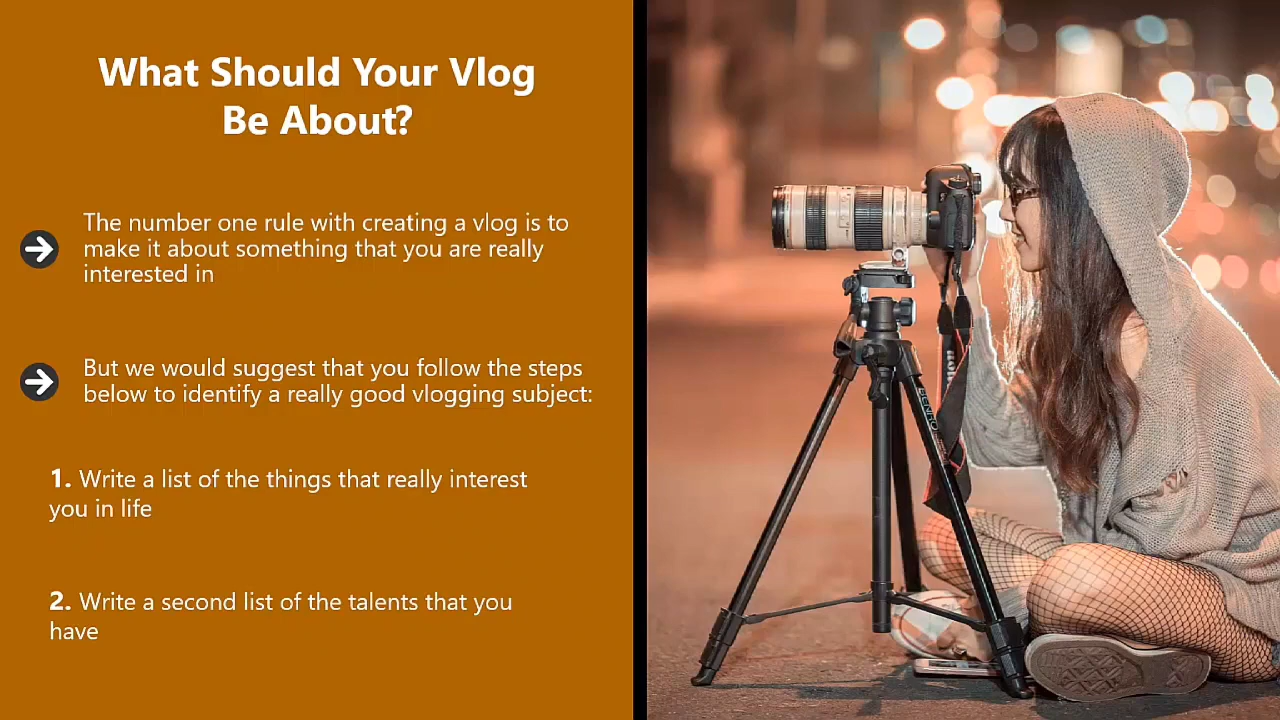 What Should Your Vlog
Be About?
The number one rule with creating a vlog is to
make it about something that you are really
interested in
But we would suggest that you follow the steps
below to identify a really good vlogging subject:
1. Write a list of the things that really interest
you in life
2. Write a second list of the talents that you
have
BENRO